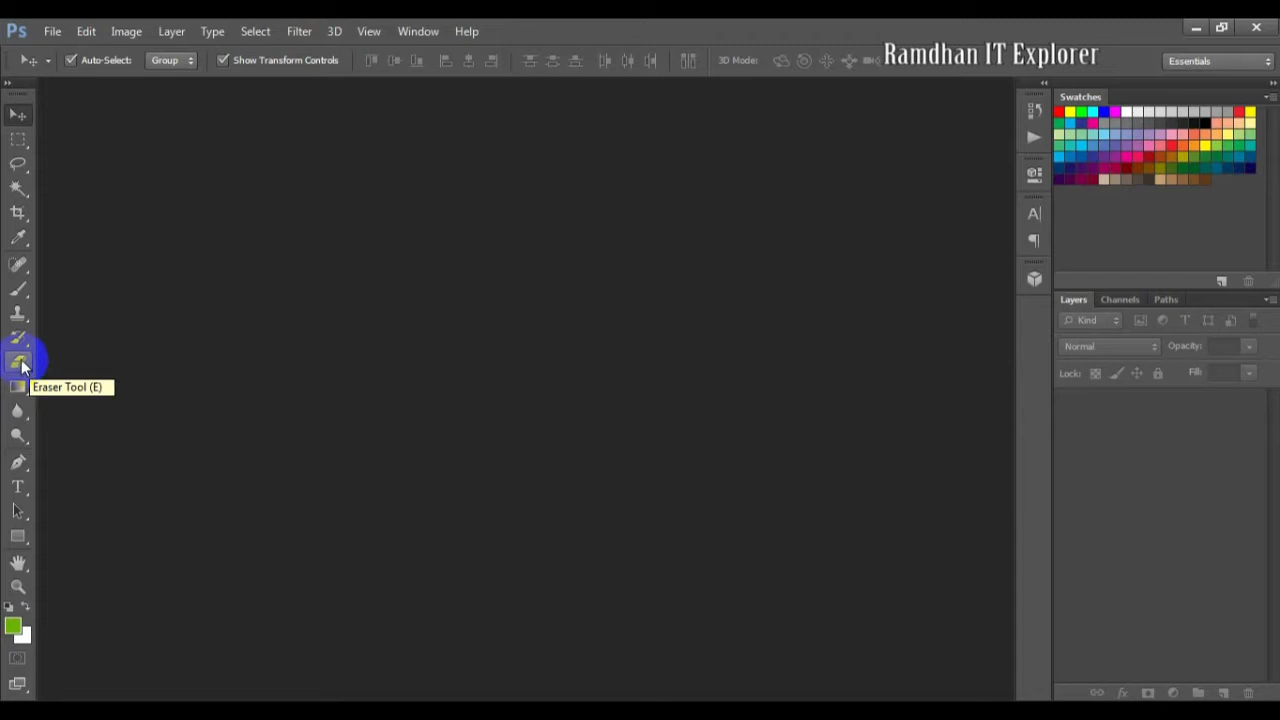 Ps File Edit Image Layer Type Select Filter 3D View Window Help
Auto-Select: Group Show Transform Controls 3D Mode: Essentials
Ramdhan IT Explorer
Swatches
Eraser Tool (E)
T
A
Layers Channels Paths
Kind T
Normal Opacity:
Lock: Fill:
fx